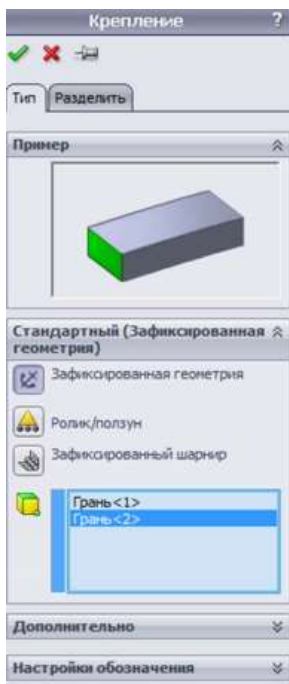 Крепление ?
Тип Разделить
Пример
Стандартный (Зафиксированная
геометрия)
Зафиксированная геометрия
Ролик/ползун
Зафиксированный шарнир
Грань<1>
Грань<2>
Дополнительно
Настройки обозначения